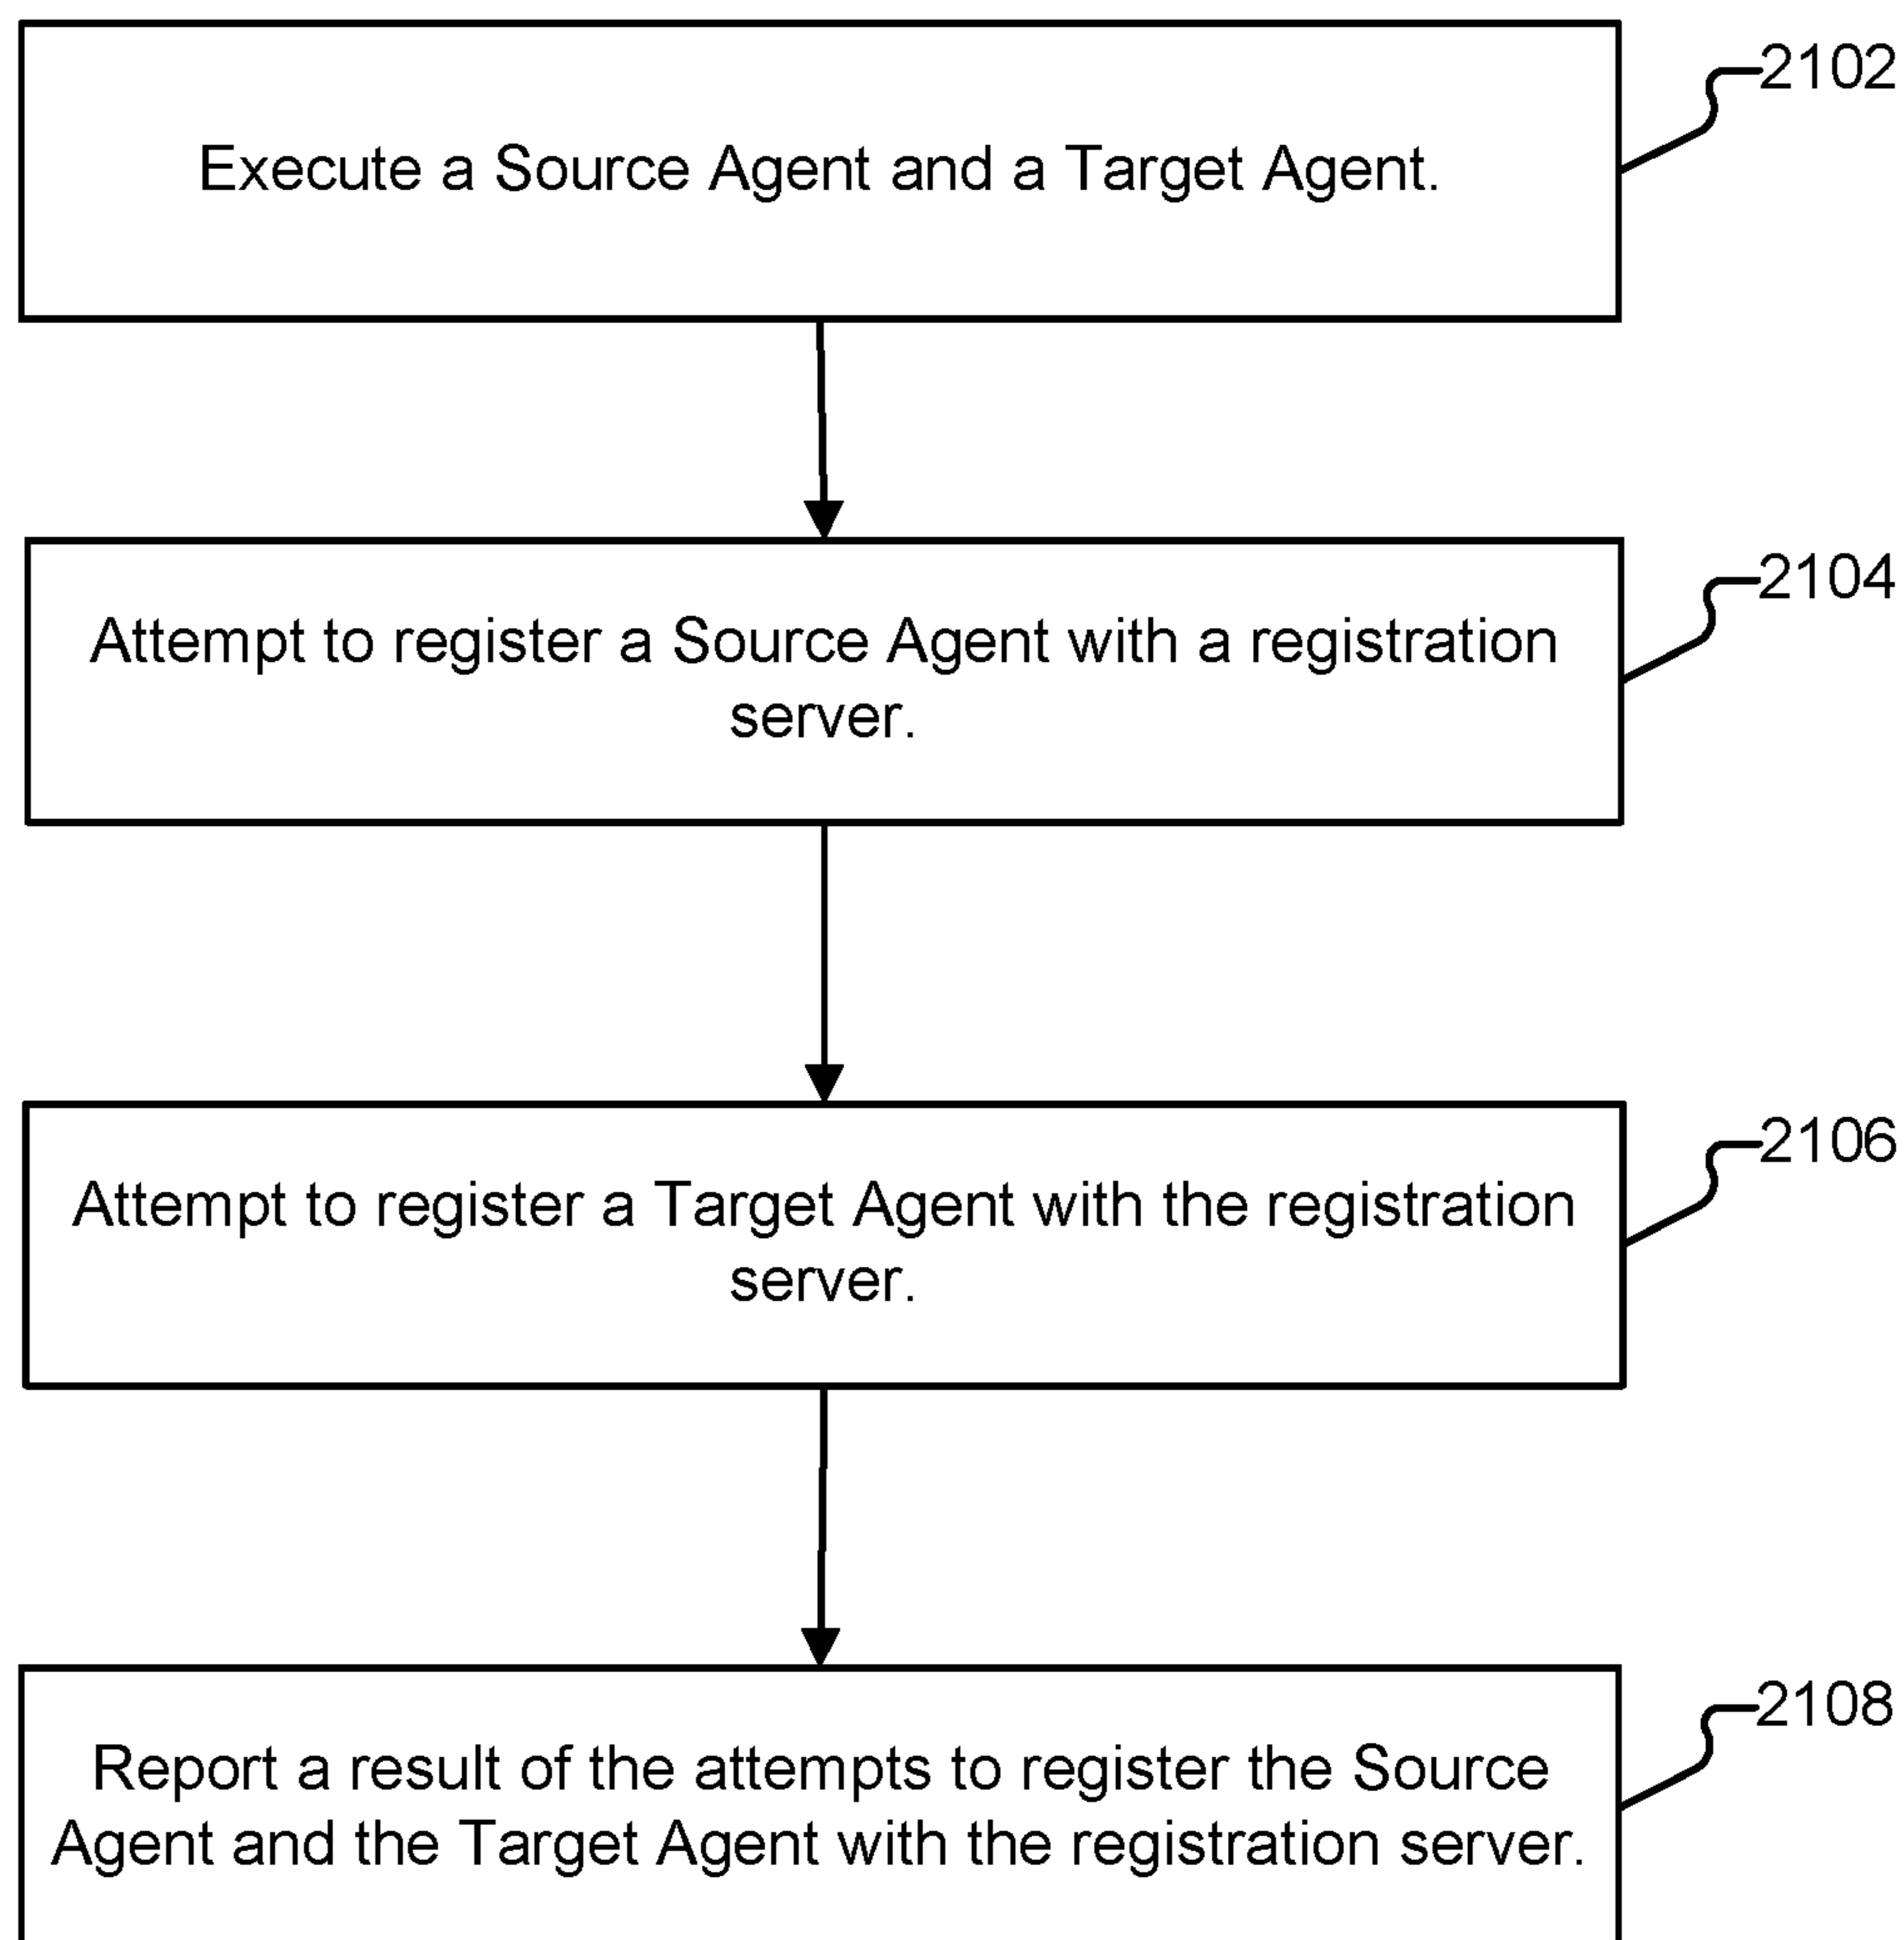 2102
Execute a Source Agent and a Target Agent.
2104
Attempt to register a Source Agent with a registration
server.
2106
Attempt to register a Target Agent with the registration
server.
2108
Report a result of the attempts to register the Source
Agent and the Target Agent with the registration server.